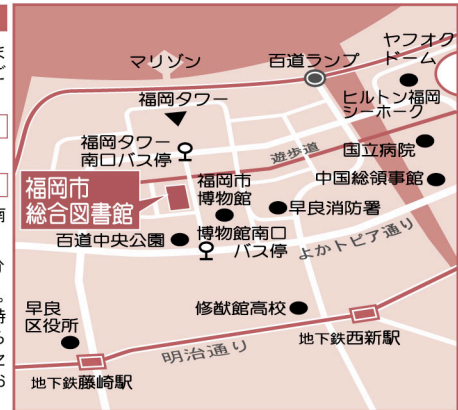 マリゾン
百道ランプ
ヤフオク
ドーム
福岡タワー
ヒルトン福岡
シーホーク
福岡タワー
南口バス停
遊歩道
国立病院
福岡市
総合図書館
福岡市
博物館
中国総領事館
早良消防署
百道中央公園
博物館南口
バス停
よかトピア通り
早良
区役所
修猷館高校
明治通り
地下鉄西新駅
地下鉄藤崎駅